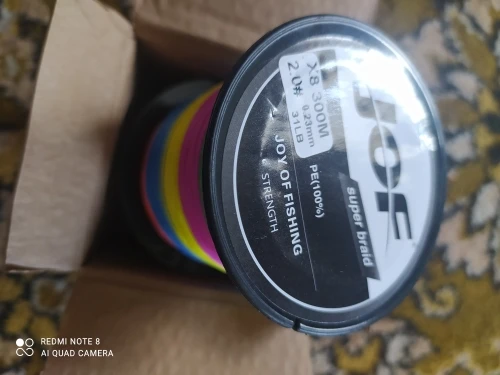 JOF
super braid
X8 300M
2.0# 0.23mm
31LB
PE(100%)
JOY OF FISHING
STRENGTH
REDMI NOTE 8
AI QUAD CAMERA